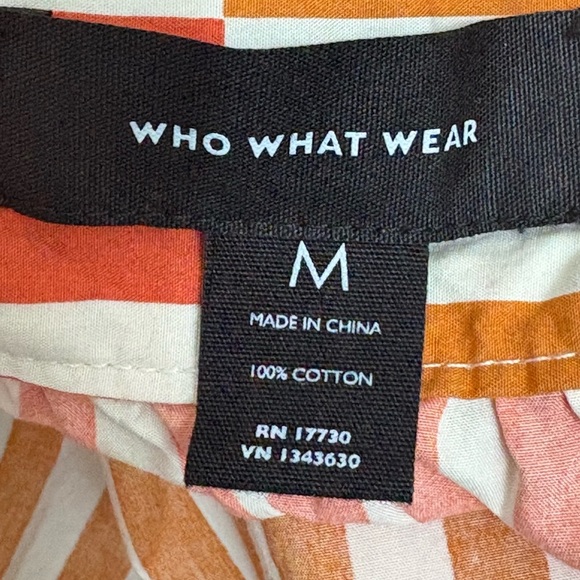 WHO WHAT WEAR
M
MADE IN CHINA
100% COTTON
RN 17730
VN 1343630